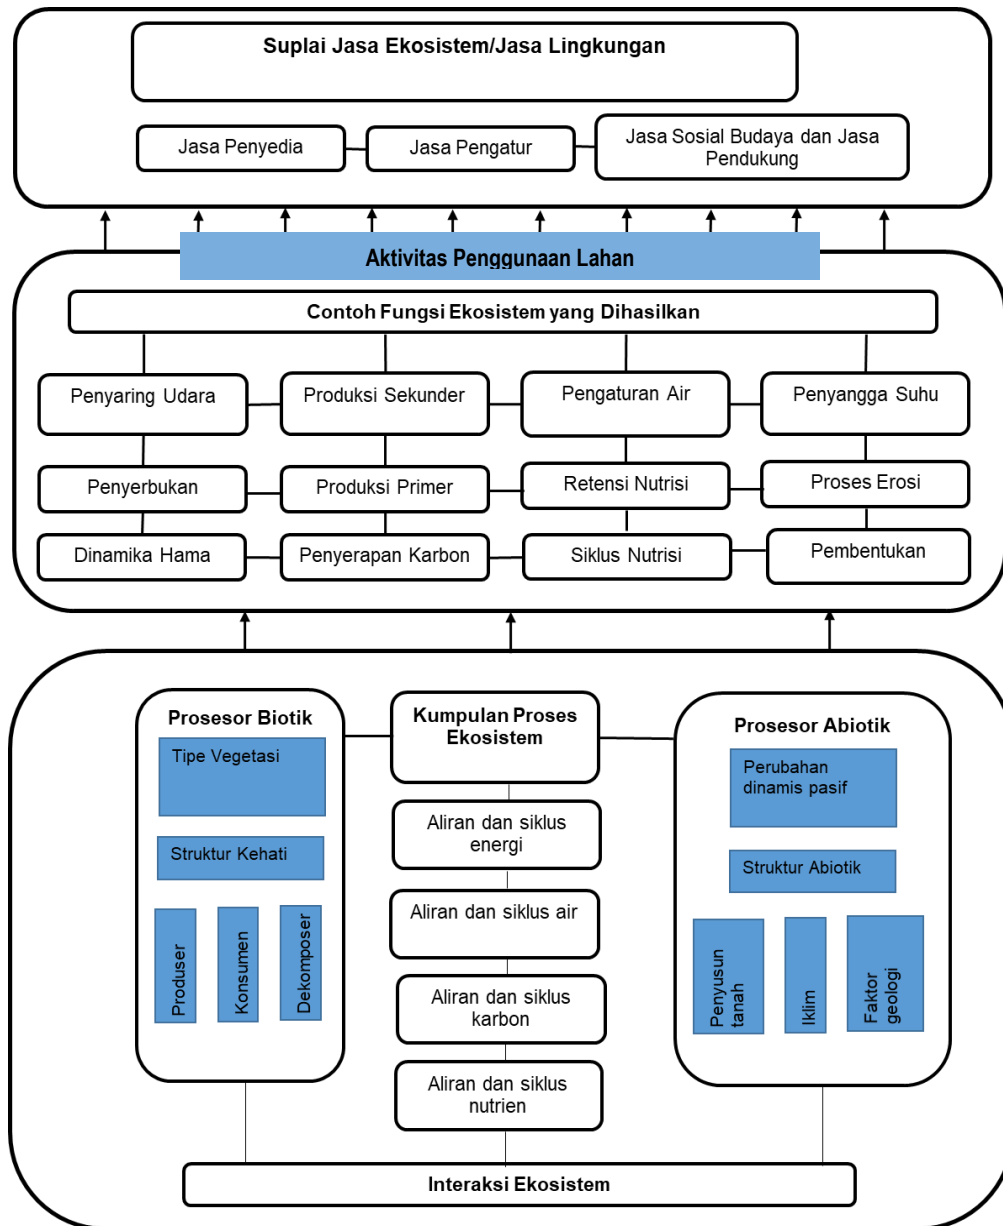 Suplai Jasa Ekosistem/Jasa Lingkungan
Jasa Penyedia
Jasa Pengatur
Jasa Sosial Budaya dan Jasa
Pendukung
Aktivitas Penggunaan Lahan
Contoh Fungsi Ekosistem yang Dihasilkan
Penyaring Udara
Produksi Sekunder
Pengaturan Air
Penyangga Suhu
Penyerbukan
Produksi Primer
Retensi Nutrisi
Proses Erosi
Dinamika Hama
Penyerapan Karbon
Siklus Nutrisi
Pembentukan
Prosesor Biotik
Tipe Vegetasi
Struktur Kehati
Produser
Konsumen
Dekomposer
Kumpulan Proses
Ekosistem
Aliran dan siklus
energi
Aliran dan siklus air
Aliran dan siklus
karbon
Aliran dan siklus
nutrien
Prosesor Abiotik
Perubahan
dinamis pasif
Struktur Abiotik
Penyusun
tanah
Iklim
Faktor
geologi
Interaksi Ekosistem